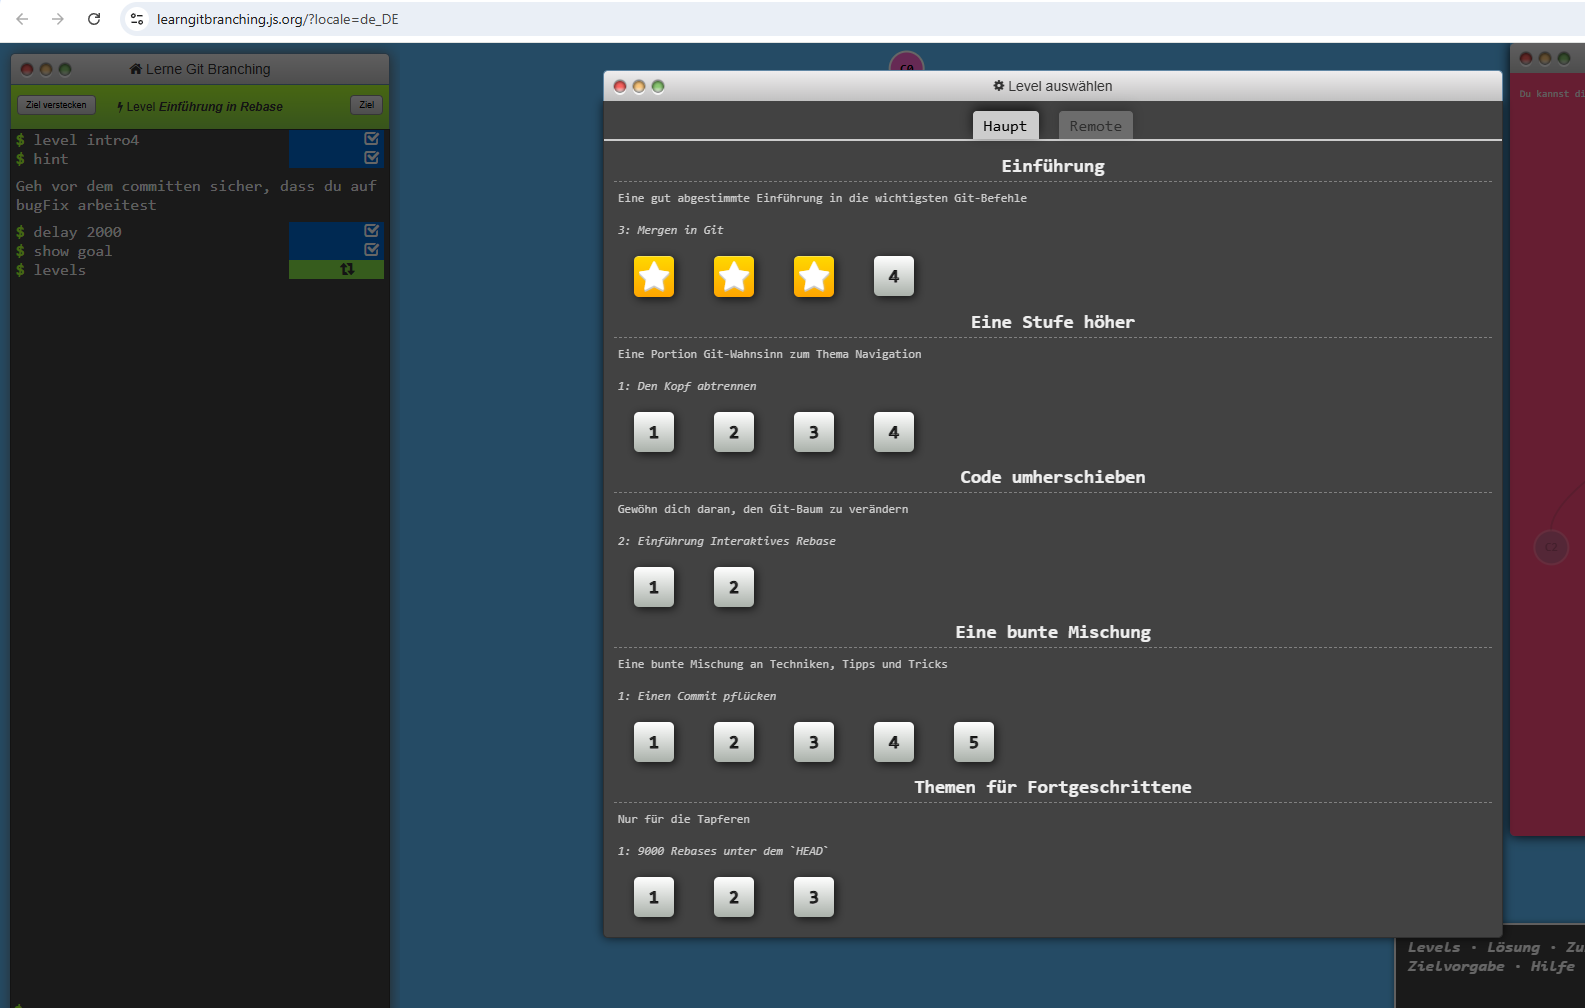 learngitbranching.js.org/?locale=de_DE
Lerne Git Branching
Ziel verstecken
Level Einführung in Rebase
Ziel
$ level intro4
$ hint
Geh vor dem committen sicher, dass du auf
bugFix arbeitest
$ delay 2000
$ show goal
$ levels
$
C0
Level auswählen
Haupt
Remote
Einführung
Eine gut abgestimmte Einführung in die wichtigsten Git-Befehle
3: Mergen in Git
4
Eine Stufe höher
Eine Portion Git-Wahnsinn zum Thema Navigation
1: Den Kopf abtrennen
1 2 3 4
Code umherschieben
Gewöhn dich daran, den Git-Baum zu verändern
2: Einführung Interaktives Rebase
1 2
Eine bunte Mischung
Eine bunte Mischung an Techniken, Tipps und Tricks
1: Einen Commit pflücken
1 2 3 4 5
Themen für Fortgeschrittene
Nur für die Tapferen
1: 9000 Rebases unter dem `HEAD`
1 2 3
Du kannst di
C2
Levels · Lösung · Zu
Zielvorgabe · Hilfe